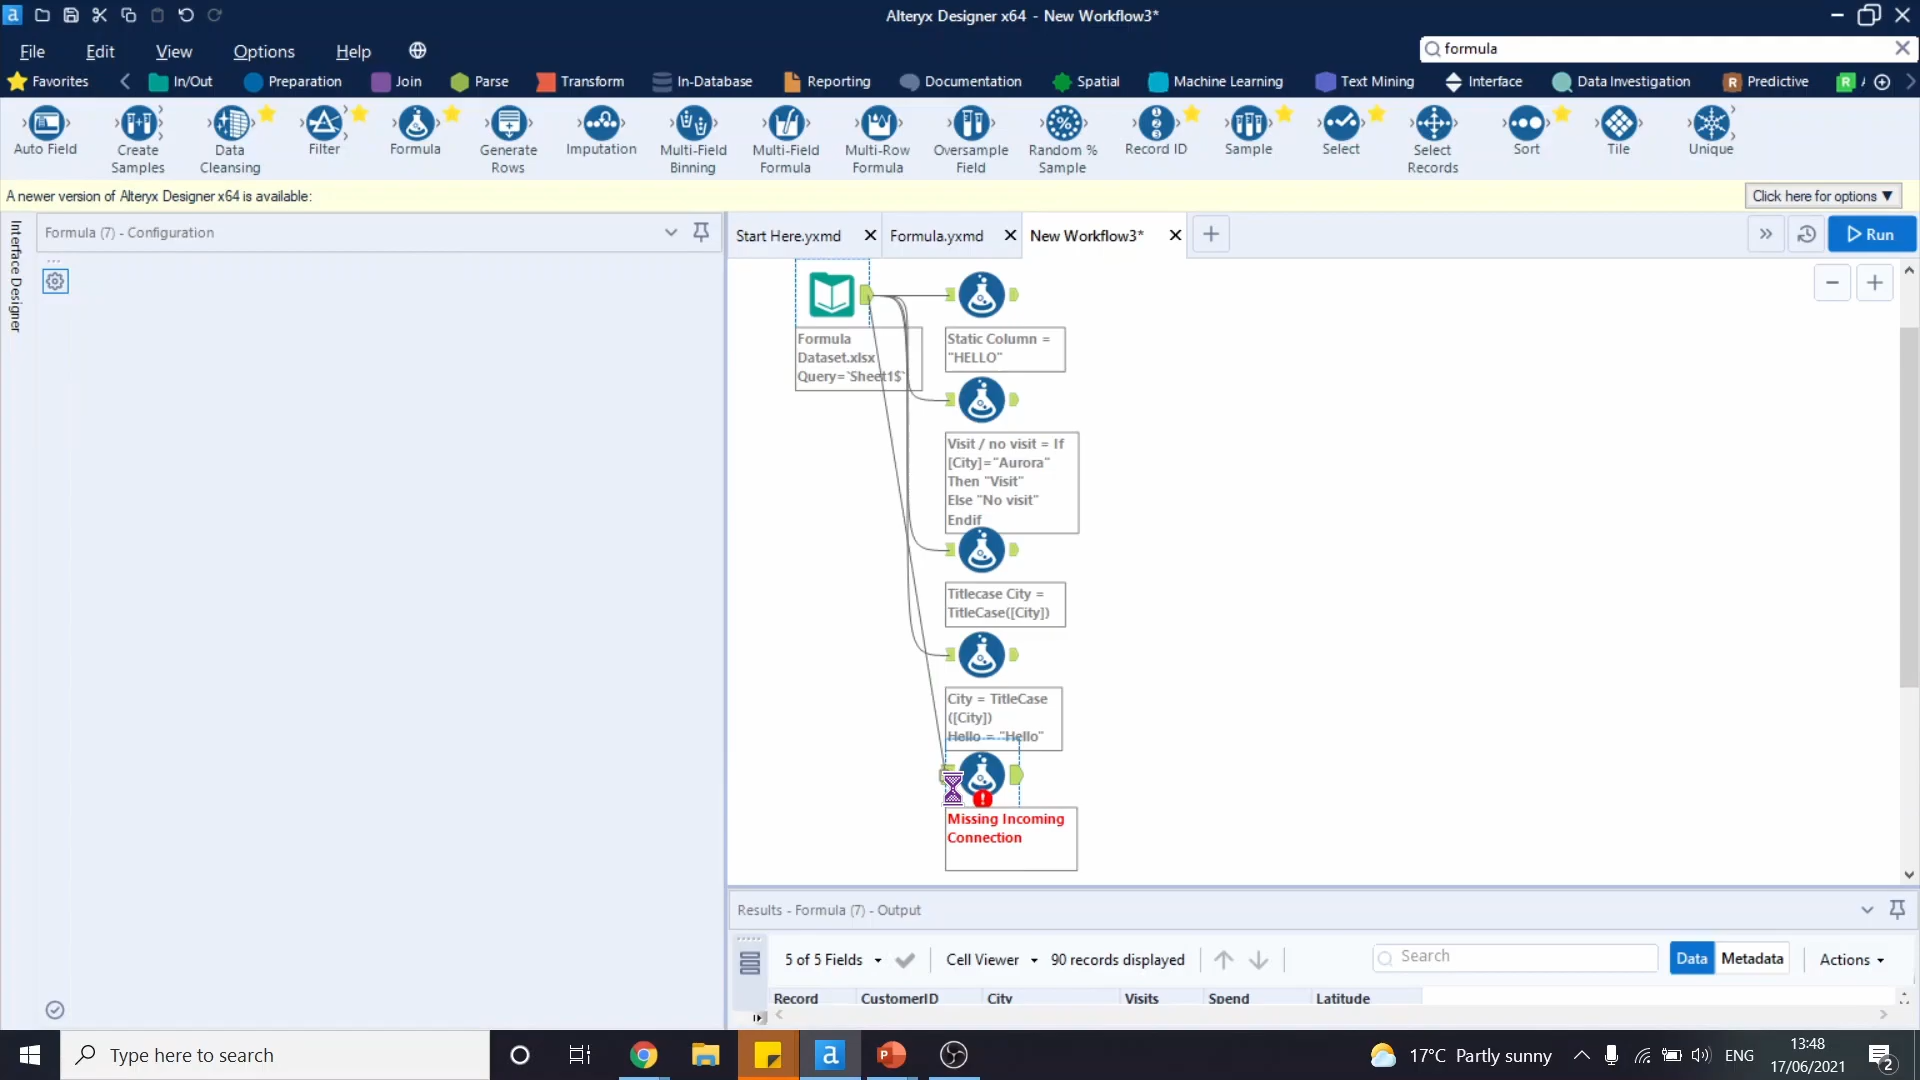 a
Alteryx Designer x64 - New Workflow3*
File
Edit
View
Options
Help
formula
Favorites
In/Out
Preparation
Join
Parse
Transform
In-Database
Reporting
Documentation
Spatial
Machine Learning
Text Mining
Interface
Data Investigation
R
Predictive
R
Auto Field
Create
Samples
Data
Cleansing
Filter
Formula
Generate
Rows
Imputation
Multi-Field
Binning
Multi-Field
Formula
Multi-Row
Formula
Oversample
Field
Random %
Sample
Record ID
Sample
Select
Select
Records
Sort
Tile
Unique
A newer version of Alteryx Designer x64 is available:
Click here for options ▼
Interface Designer
Formula (7) - Configuration
Start Here.yxmd
Formula.yxmd
New Workflow3*
Run
Formula
Dataset.xlsx
Query=`Sheet1$`
Static Column =
"HELLO"
Visit / no visit = If
[City]="Aurora"
Then "Visit"
Else "No visit"
Endif
Titlecase City =
TitleCase([City])
City = TitleCase
([City])
Hello = "Hello"
Missing Incoming
Connection
Results - Formula (7) - Output
5 of 5 Fields
Cell Viewer
90 records displayed
Search
Data
Metadata
Actions
Record
CustomerID
City
Visits
Spend
Latitude
Type here to search
a
P
17°C Partly sunny
ENG
13:48
17/06/2021
2